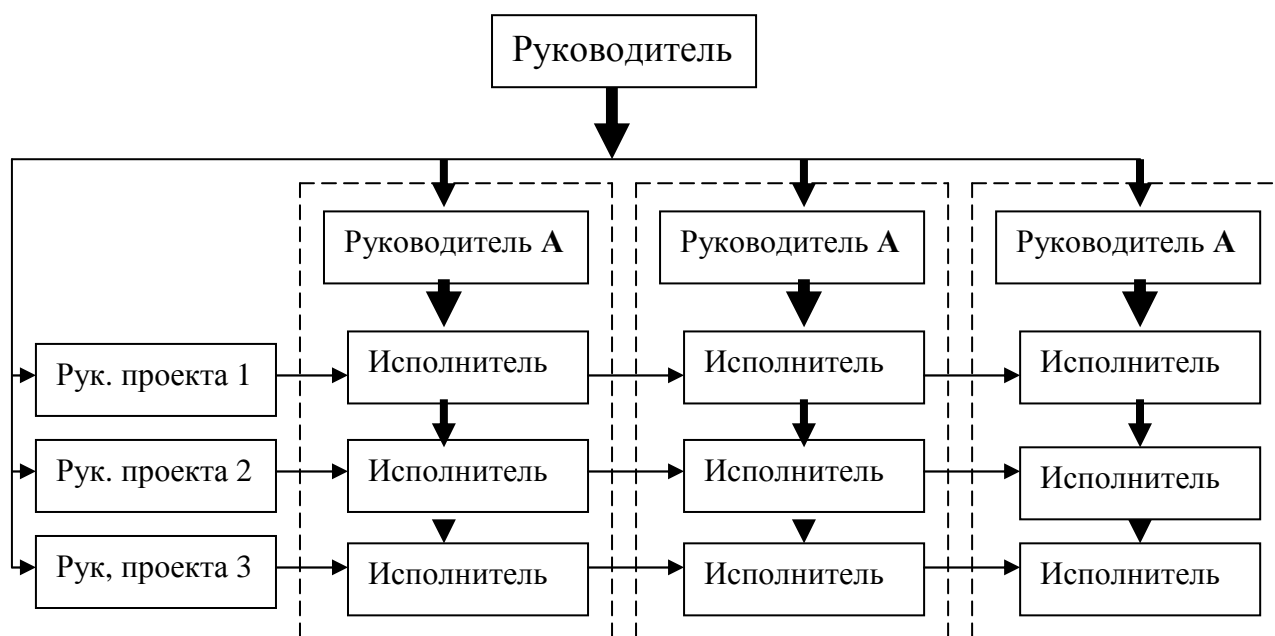 Руководитель
Руководитель А
Руководитель А
Руководитель А
Рук. проекта 1
Исполнитель
Исполнитель
Исполнитель
Рук. проекта 2
Исполнитель
Исполнитель
Исполнитель
Рук, проекта 3
Исполнитель
Исполнитель
Исполнитель